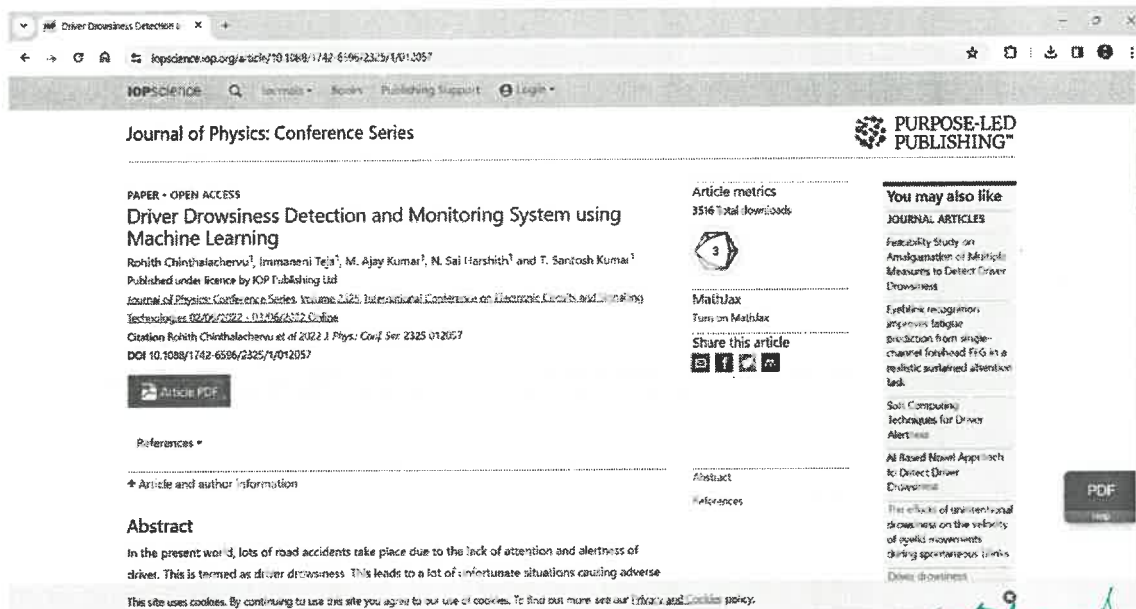 Driver Drowsiness Detection a
iopscience.iop.org/article/10.1088/1742-6596/2325/1/012057
IOPSCIENCE Journals Books Publishing Support Login
Journal of Physics: Conference Series
PURPOSE-LED
PUBLISHING™
PAPER • OPEN ACCESS
Driver Drowsiness Detection and Monitoring System using
Machine Learning
Rohith Chinthalachervu¹, Immaneni Teja¹, M. Ajay Kumar¹, N. Sai Harshith¹ and T. Santosh Kumar¹
Published under licence by IOP Publishing Ltd
Journal of Physics: Conference Series, Volume 2325, International Conference on Electronic Circuits and Signaling
Technologies 02/06/2022 - 03/06/2022 Online
Citation Rohith Chinthalachervu et al 2022 J. Phys.: Conf. Ser. 2325 012057
DOI 10.1088/1742-6596/2325/1/012057
Article PDF
References
+ Article and author information
Abstract
In the present world, lots of road accidents take place due to the lack of attention and alertness of
driver. This is termed as driver drowsiness. This leads to a lot of unfortunate situations causing adverse
Article metrics
3516 Total downloads
3
MathJax
Turn on MathJax
Share this article
Abstract
References
You may also like
JOURNAL ARTICLES
Feasibility Study on
Amalgamation of Multiple
Measures to Detect Driver
Drowsiness
Eyeblink recognition
improves fatigue
prediction from single-
channel forehead EEG in a
realistic sustained attention
task
Soft Computing
Techniques for Driver
Alertness
AI Based Novel Approach
to Detect Driver
Drowsiness
The effects of unintentional
drowsiness on the velocity
of eyelid movements
during spontaneous blinks
Driver drowsiness
PDF
Help
This site uses cookies. By continuing to use this site you agree to our use of cookies. To find out more, see our Privacy and Cookies policy.